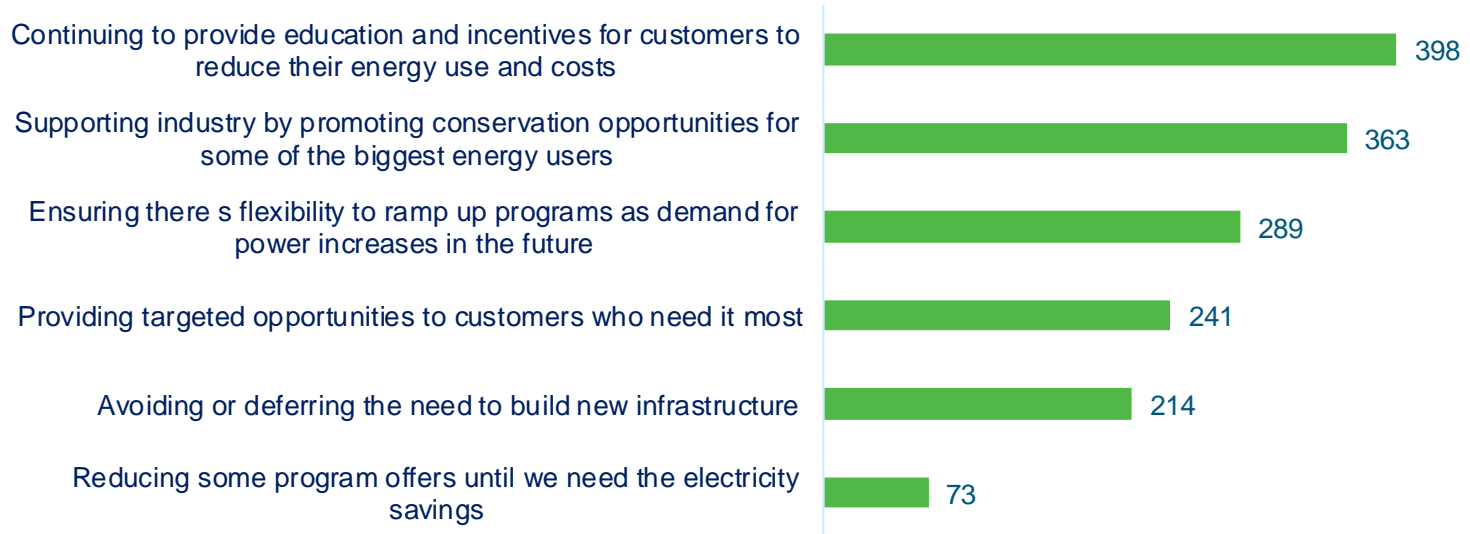 Continuing to provide education and incentives for customers to
reduce their energy use and costs
398
Supporting industry by promoting conservation opportunities for
some of the biggest energy users
363
Ensuring there s flexibility to ramp up programs as demand for
power increases in the future
289
Providing targeted opportunities to customers who need it most
241
Avoiding or deferring the need to build new infrastructure
214
Reducing some program offers until we need the electricity
savings
73